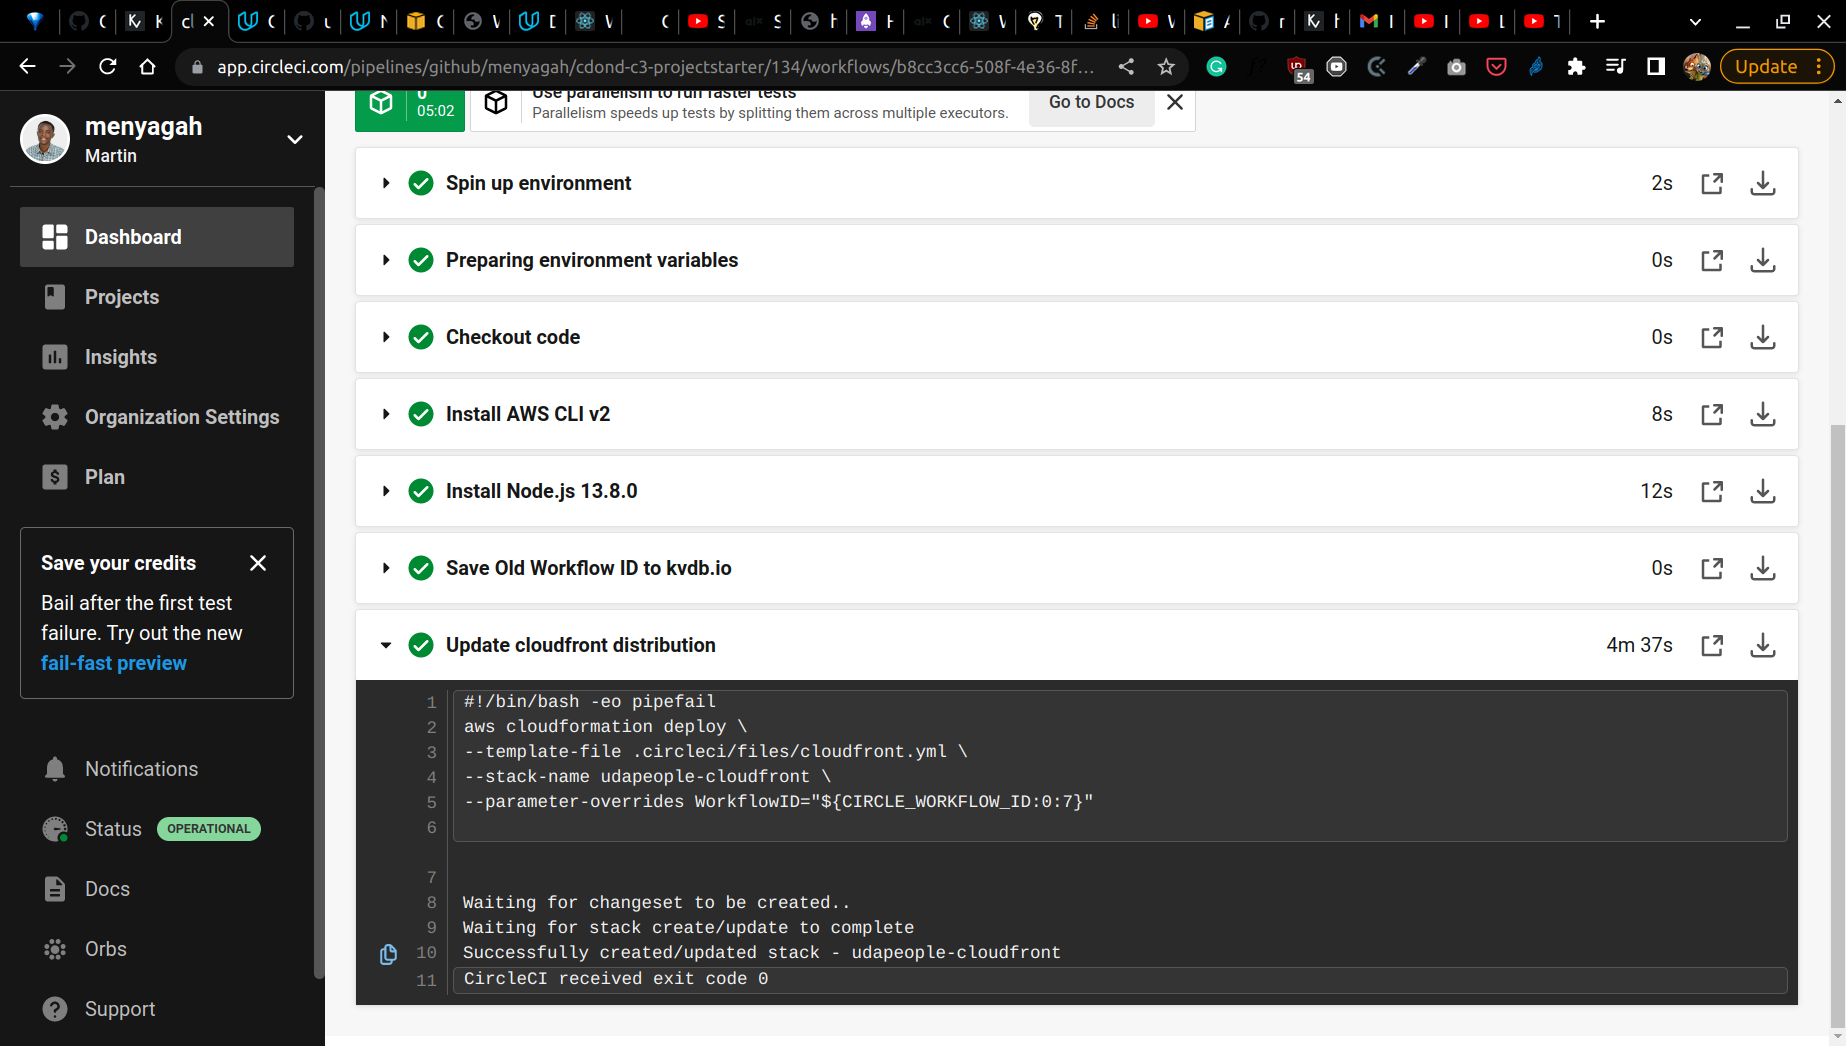 app.circleci.com/pipelines/github/menyagah/cdond-c3-projectstarter/134/workflows/b8cc3cc6-508f-4e36-8f...
54
Update
menyagah
Martin
Dashboard
Projects
Insights
Organization Settings
Plan
Save your credits
Bail after the first test
failure. Try out the new
fail-fast preview
Notifications
Status OPERATIONAL
Docs
Orbs
Support
0
05:02
Use parallelism to run faster tests
Parallelism speeds up tests by splitting them across multiple executors.
Go to Docs
Spin up environment 2s
Preparing environment variables 0s
Checkout code 0s
Install AWS CLI v2 8s
Install Node.js 13.8.0 12s
Save Old Workflow ID to kvdb.io 0s
Update cloudfront distribution 4m 37s
1 #!/bin/bash -eo pipefail
2 aws cloudformation deploy \
3 --template-file .circleci/files/cloudfront.yml \
4 --stack-name udapeople-cloudfront \
5 --parameter-overrides WorkflowID="${CIRCLE_WORKFLOW_ID:0:7}"
6
7
8 Waiting for changeset to be created..
9 Waiting for stack create/update to complete
10 Successfully created/updated stack - udapeople-cloudfront
11 CircleCI received exit code 0